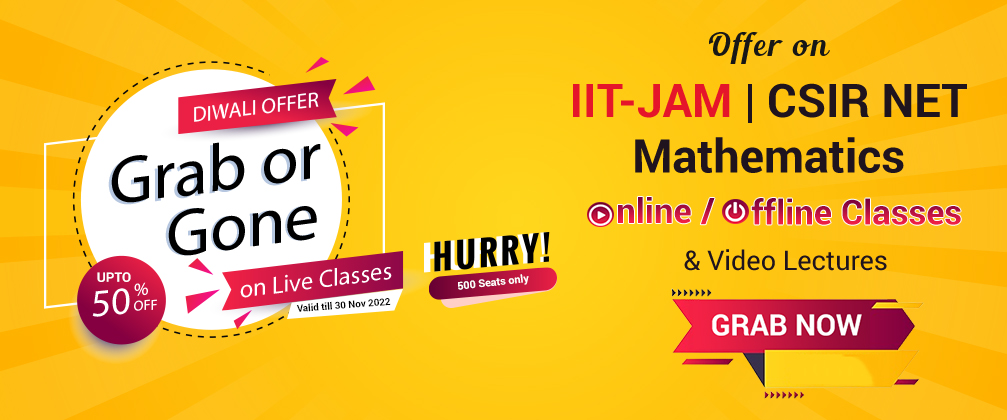 DIWALI OFFER
Grab or
Gone
UPTO
50% OFF
on Live Classes
Valid till 30 Nov 2022
HURRY!
500 Seats only
Offer on
IIT-JAM | CSIR NET
Mathematics
Online / Offline Classes
& Video Lectures
GRAB NOW